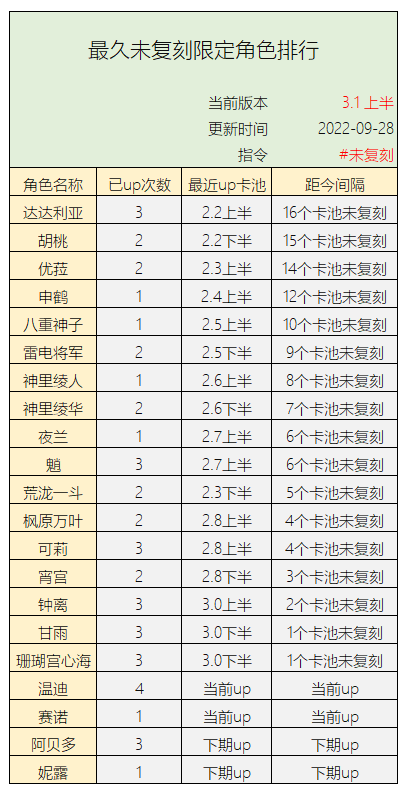 最久未复刻限定角色排行
当前版本 3.1上半
更新时间 2022-09-28
指令 #未复刻
角色名称 已up次数 最近up卡池 距今间隔
达达利亚 3 2.2上半 16个卡池未复刻
胡桃 2 2.2下半 15个卡池未复刻
优菈 2 2.3上半 14个卡池未复刻
申鹤 1 2.4上半 12个卡池未复刻
八重神子 1 2.5上半 10个卡池未复刻
雷电将军 2 2.5下半 9个卡池未复刻
神里绫人 1 2.6上半 8个卡池未复刻
神里绫华 2 2.6下半 7个卡池未复刻
夜兰 1 2.7上半 6个卡池未复刻
魈 3 2.7上半 6个卡池未复刻
荒泷一斗 2 2.3下半 5个卡池未复刻
枫原万叶 2 2.8上半 4个卡池未复刻
可莉 3 2.8上半 4个卡池未复刻
宵宫 2 2.8下半 3个卡池未复刻
钟离 3 3.0上半 2个卡池未复刻
甘雨 3 3.0下半 1个卡池未复刻
珊瑚宫心海 3 3.0下半 1个卡池未复刻
温迪 4 当前up 当前up
赛诺 1 当前up 当前up
阿贝多 3 下期up 下期up
妮露 1 下期up 下期up